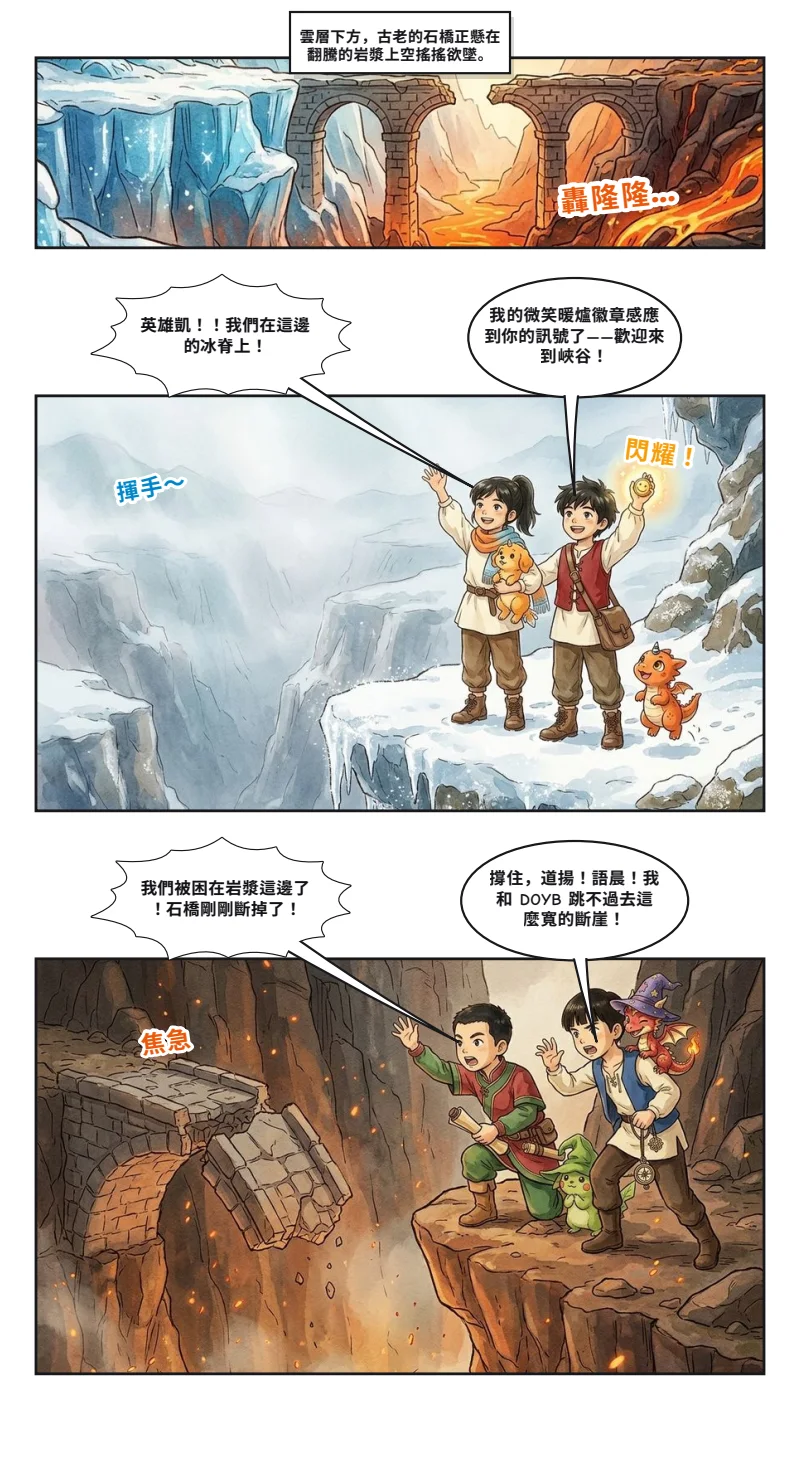 雲層下方，古老的石橋正懸在
翻騰的岩漿上空搖搖欲墜。
轟隆隆…
英雄凱！！我們在這邊
的冰脊上！
我的微笑暖爐徽章感應
到你的訊號了——歡迎來
到峽谷！
揮手～
閃耀！
我們被困在岩漿這邊了
！石橋剛剛斷掉了！
撐住，道揚！語晨！我
和 DOYB 跳不過去這
麼寬的斷崖！
焦急